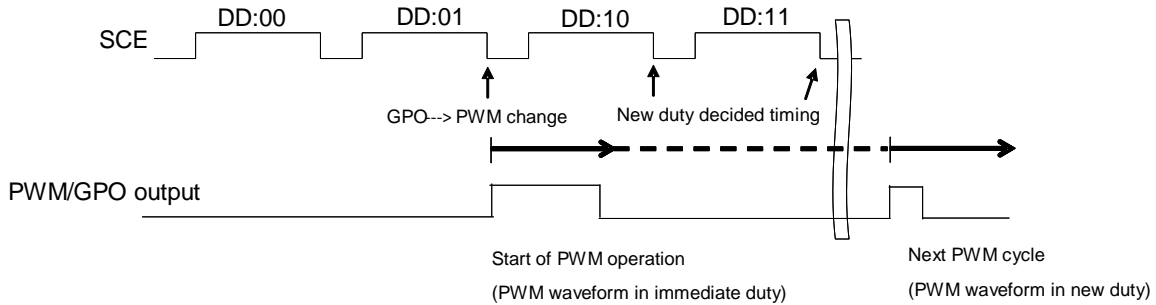 DD:00 DD:01 DD:10 DD:11
SCE
GPO---> PWM change New duty decided timing
PWM/GPO output
Start of PWM operation Next PWM cycle
(PWM waveform in immediate duty) (PWM waveform in new duty)